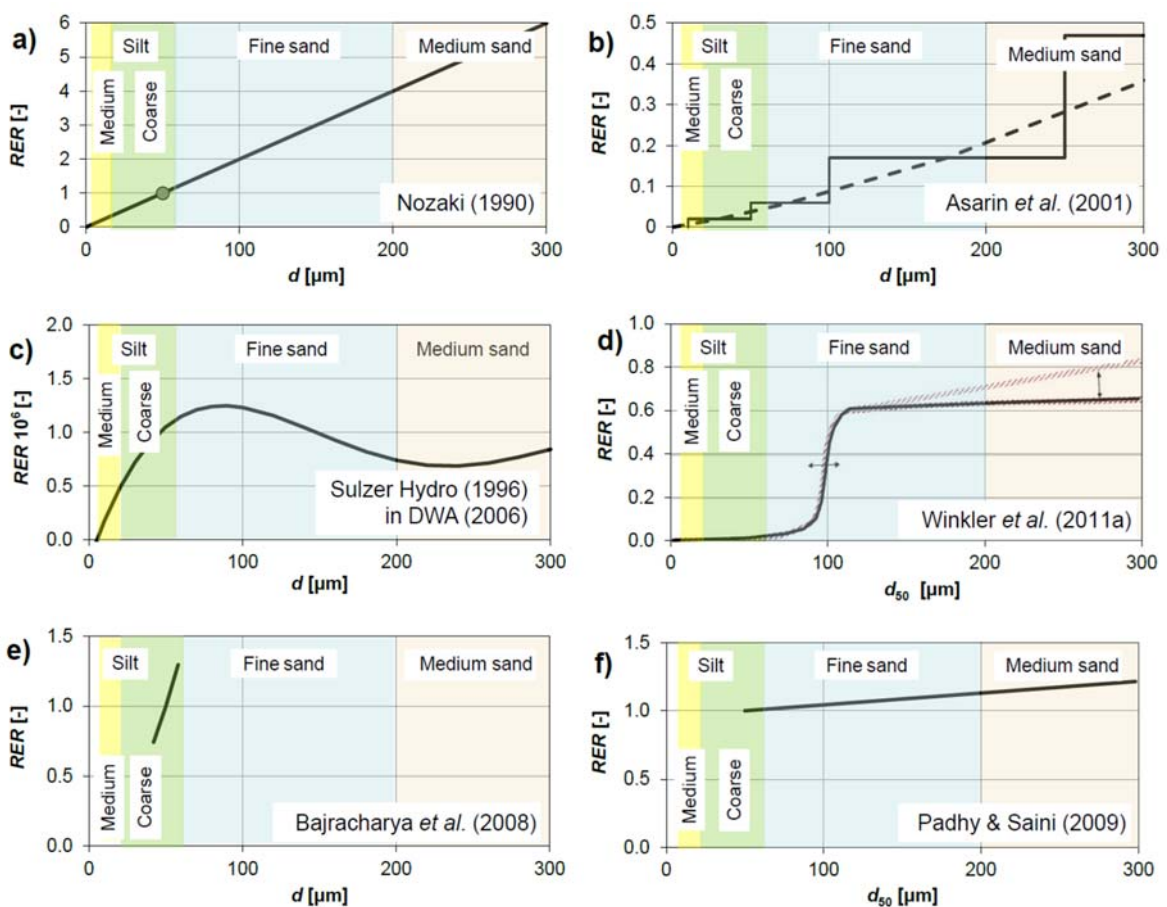 a)
6
5
4
3
2
1
0
RER [-]
Silt
Fine sand
Medium sand
Medium
Coarse
Nozaki (1990)
0
100
200
300
d [µm]
b)
0.5
0.4
0.3
0.2
0.1
0
RER [-]
Silt
Fine sand
Medium sand
Medium
Coarse
Asarin et al. (2001)
0
100
200
300
d [µm]
c)
2.0
1.5
1.0
0.5
0.0
RER 10⁶ [-]
Silt
Fine sand
Medium sand
Medium
Coarse
Sulzer Hydro (1996)
in DWA (2006)
0
100
200
300
d [µm]
d)
1.0
0.8
0.6
0.4
0.2
0.0
RER [-]
Silt
Fine sand
Medium sand
Medium
Coarse
Winkler et al. (2011a)
0
100
200
300
d₅₀ [µm]
e)
1.5
1.0
0.5
0.0
RER [-]
Silt
Fine sand
Medium sand
Medium
Coarse
Bajracharya et al. (2008)
0
100
200
300
d [µm]
f)
1.5
1.0
0.5
0.0
RER [-]
Silt
Fine sand
Medium sand
Medium
Coarse
Padhy & Saini (2009)
0
100
200
300
d₅₀ [µm]